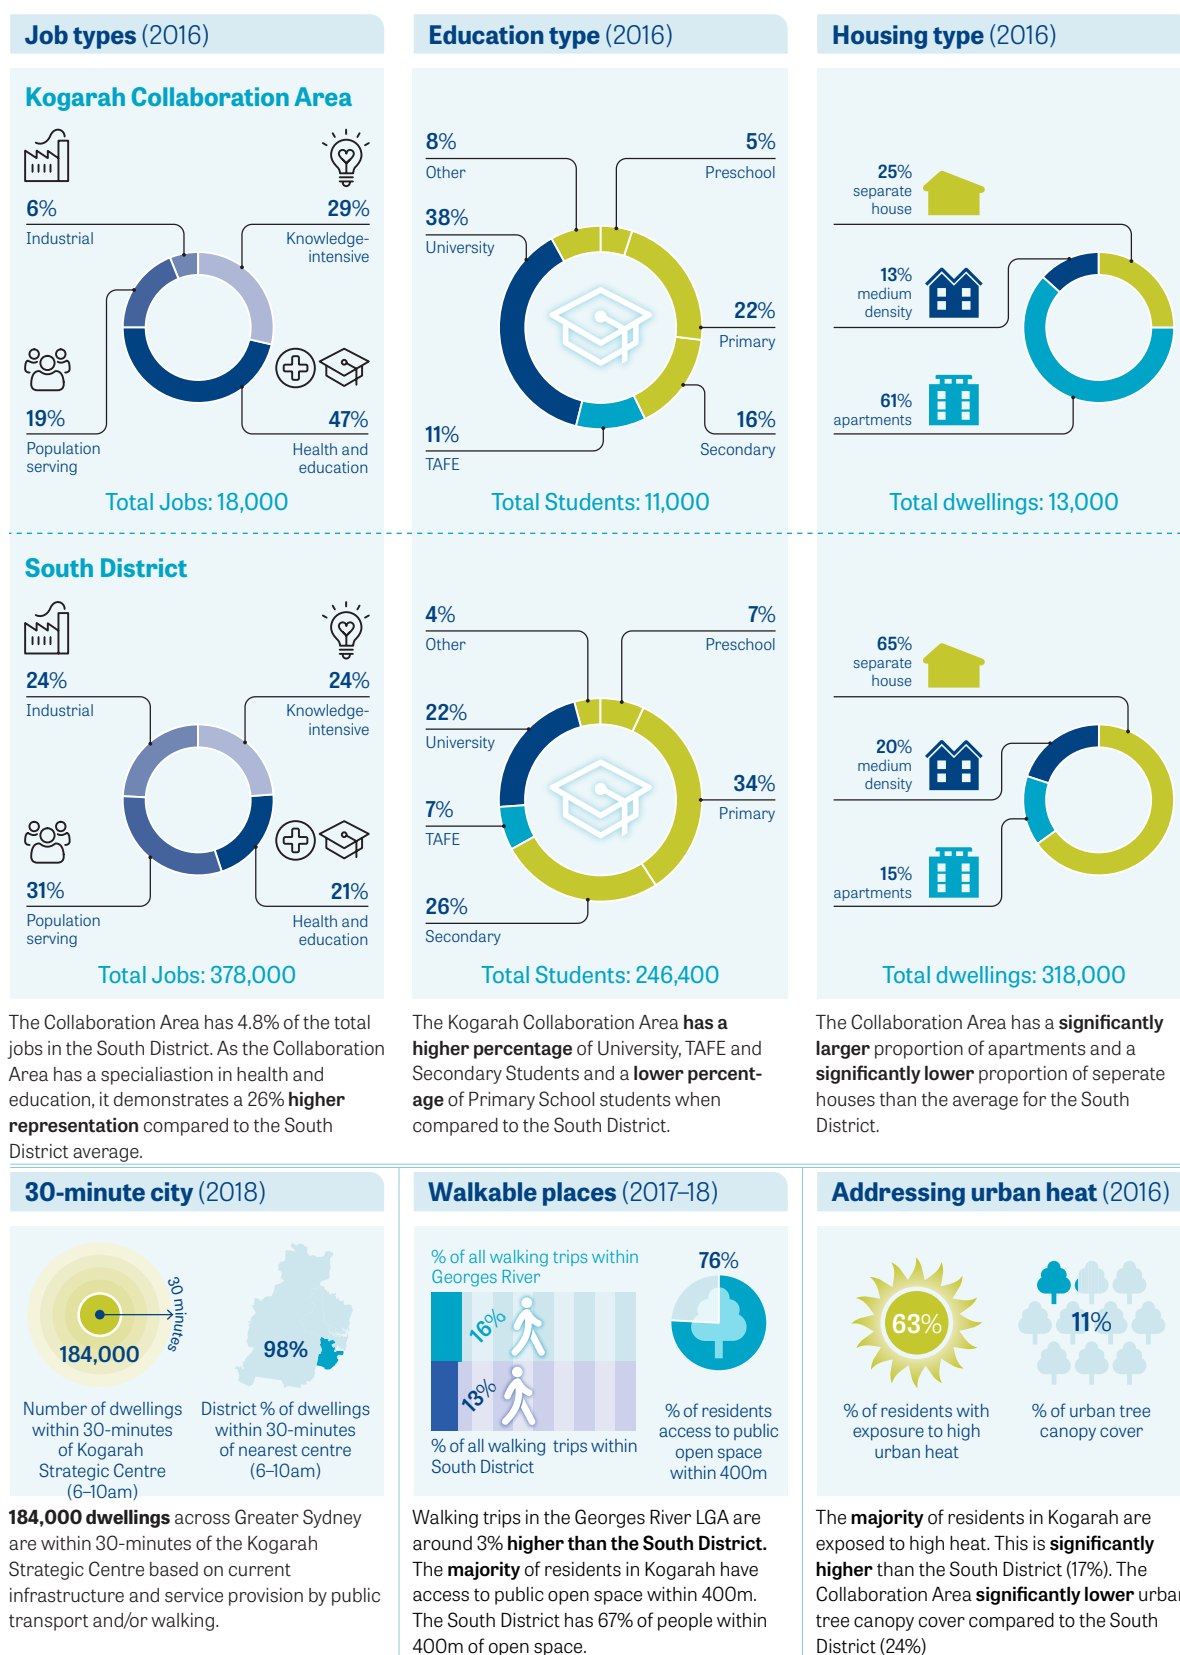 Job types (2016)
Kogarah Collaboration Area
6%
Industrial
29%
Knowledge-
intensive
19%
Population
serving
47%
Health and
education
Total Jobs: 18,000
Education type (2016)
8%
Other
5%
Preschool
38%
University
22%
Primary
11%
TAFE
16%
Secondary
Total Students: 11,000
Housing type (2016)
25%
separate
house
13%
medium
density
61%
apartments
Total dwellings: 13,000
South District
24%
Industrial
24%
Knowledge-
intensive
31%
Population
serving
21%
Health and
education
Total Jobs: 378,000
4%
Other
7%
Preschool
22%
University
34%
Primary
7%
TAFE
26%
Secondary
Total Students: 246,400
65%
separate
house
20%
medium
density
15%
apartments
Total dwellings: 318,000
The Collaboration Area has 4.8% of the total
jobs in the South District. As the Collaboration
Area has a specialiastion in health and
education, it demonstrates a 26% higher
representation compared to the South
District average.
The Kogarah Collaboration Area has a
higher percentage of University, TAFE and
Secondary Students and a lower percent-
age of Primary School students when
compared to the South District.
The Collaboration Area has a significantly
larger proportion of apartments and a
significantly lower proportion of seperate
houses than the average for the South
District.
30-minute city (2018)
30 minutes
184,000
Number of dwellings
within 30-minutes
of Kogarah
Strategic Centre
(6–10am)
98%
District % of dwellings
within 30-minutes
of nearest centre
(6–10am)
184,000 dwellings across Greater Sydney
are within 30-minutes of the Kogarah
Strategic Centre based on current
infrastructure and service provision by public
transport and/or walking.
Walkable places (2017–18)
% of all walking trips within
Georges River
16%
13%
% of all walking trips within
South District
76%
% of residents
access to public
open space
within 400m
Walking trips in the Georges River LGA are
around 3% higher than the South District.
The majority of residents in Kogarah have
access to public open space within 400m.
The South District has 67% of people within
400m of open space.
Addressing urban heat (2016)
63%
% of residents with
exposure to high
urban heat
11%
% of urban tree
canopy cover
The majority of residents in Kogarah are
exposed to high heat. This is significantly
higher than the South District (17%). The
Collaboration Area significantly lower urban
tree canopy cover compared to the South
District (24%)